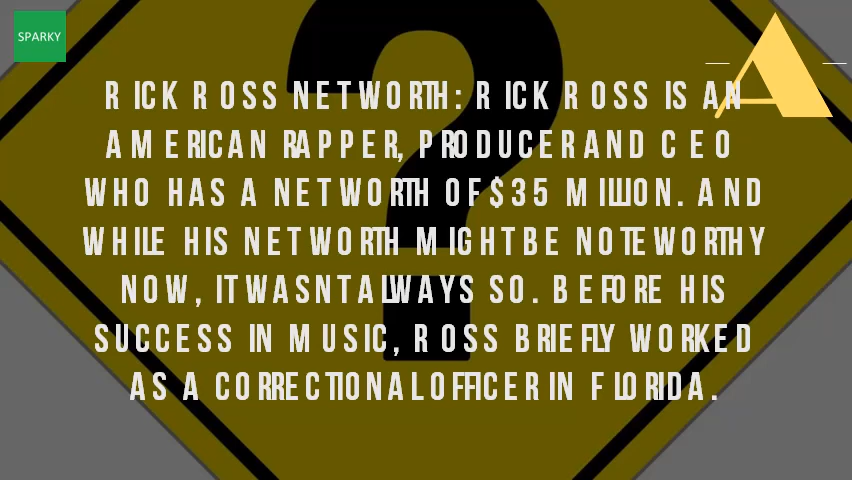 SPARKY
A
RICK ROSS NETWORTH: RICK ROSS IS AN
AMERICAN RAPPER, PRODUCER AND CEO
WHO HAS A NET WORTH OF $35 MILLION. AND
WHILE HIS NET WORTH MIGHT BE NOTEWORTHY
NOW, IT WASNT ALWAYS SO. BEFORE HIS
SUCCESS IN MUSIC, ROSS BRIEFLY WORKED
AS A CORRECTIONAL OFFICER IN FLORIDA.